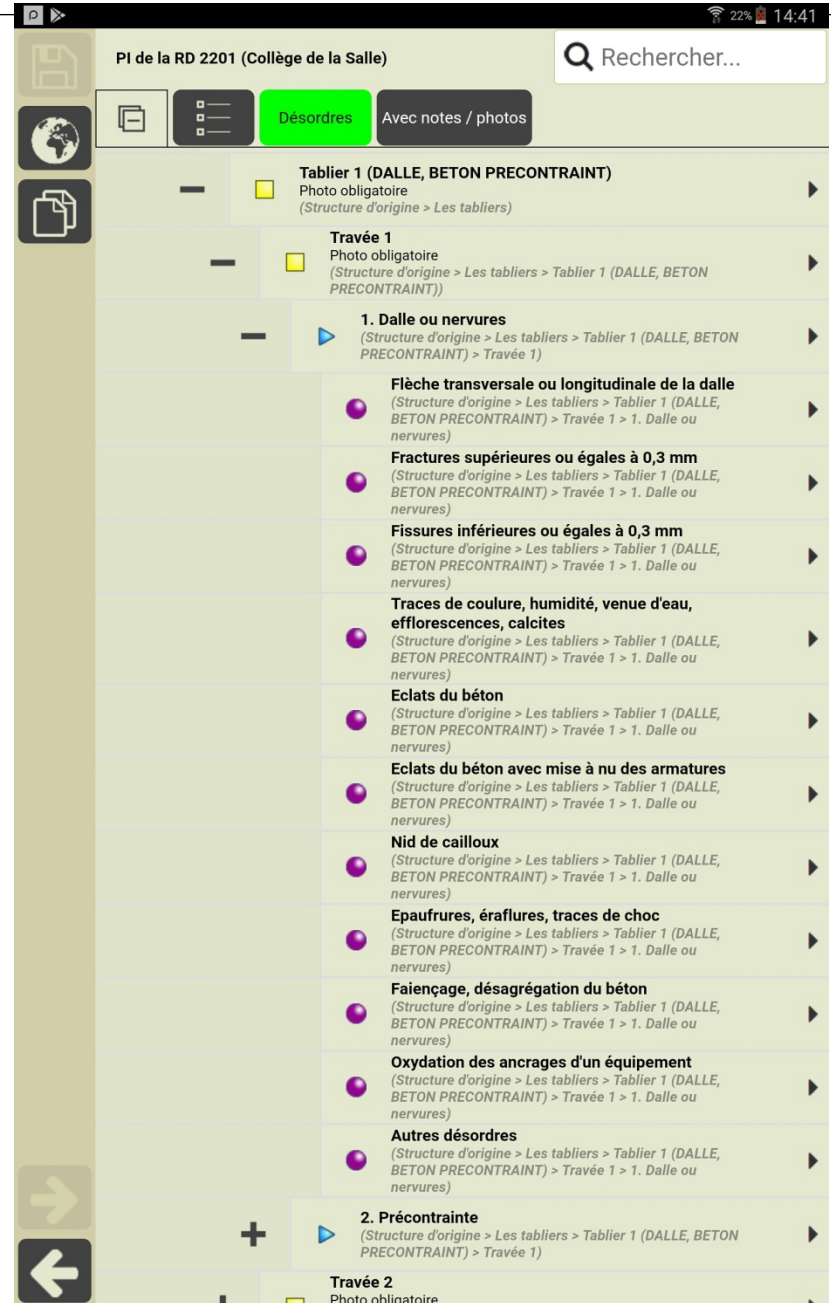 22% 14:41
PI de la RD 2201 (Collège de la Salle)
Rechercher...
Désordres
Avec notes / photos
Tablier 1 (DALLE, BETON PRECONTRAINT)
Photo obligatoire
(Structure d'origine > Les tabliers)
Travée 1
Photo obligatoire
(Structure d'origine > Les tabliers > Tablier 1 (DALLE, BETON
PRECONTRAINT))
1. Dalle ou nervures
(Structure d'origine > Les tabliers > Tablier 1 (DALLE, BETON
PRECONTRAINT) > Travée 1)
Flèche transversale ou longitudinale de la dalle
(Structure d'origine > Les tabliers > Tablier 1 (DALLE,
BETON PRECONTRAINT) > Travée 1 > 1. Dalle ou
nervures)
Fractures supérieures ou égales à 0,3 mm
(Structure d'origine > Les tabliers > Tablier 1 (DALLE,
BETON PRECONTRAINT) > Travée 1 > 1. Dalle ou
nervures)
Fissures inférieures ou égales à 0,3 mm
(Structure d'origine > Les tabliers > Tablier 1 (DALLE,
BETON PRECONTRAINT) > Travée 1 > 1. Dalle ou
nervures)
Traces de coulure, humidité, venue d'eau,
efflorescences, calcites
(Structure d'origine > Les tabliers > Tablier 1 (DALLE,
BETON PRECONTRAINT) > Travée 1 > 1. Dalle ou
nervures)
Eclats du béton
(Structure d'origine > Les tabliers > Tablier 1 (DALLE,
BETON PRECONTRAINT) > Travée 1 > 1. Dalle ou
nervures)
Eclats du béton avec mise à nu des armatures
(Structure d'origine > Les tabliers > Tablier 1 (DALLE,
BETON PRECONTRAINT) > Travée 1 > 1. Dalle ou
nervures)
Nid de cailloux
(Structure d'origine > Les tabliers > Tablier 1 (DALLE,
BETON PRECONTRAINT) > Travée 1 > 1. Dalle ou
nervures)
Epaufrures, éraflures, traces de choc
(Structure d'origine > Les tabliers > Tablier 1 (DALLE,
BETON PRECONTRAINT) > Travée 1 > 1. Dalle ou
nervures)
Faiençage, désagrégation du béton
(Structure d'origine > Les tabliers > Tablier 1 (DALLE,
BETON PRECONTRAINT) > Travée 1 > 1. Dalle ou
nervures)
Oxydation des ancrages d'un équipement
(Structure d'origine > Les tabliers > Tablier 1 (DALLE,
BETON PRECONTRAINT) > Travée 1 > 1. Dalle ou
nervures)
Autres désordres
(Structure d'origine > Les tabliers > Tablier 1 (DALLE,
BETON PRECONTRAINT) > Travée 1 > 1. Dalle ou
nervures)
2. Précontrainte
(Structure d'origine > Les tabliers > Tablier 1 (DALLE, BETON
PRECONTRAINT) > Travée 1)
Travée 2
Photo obligatoire